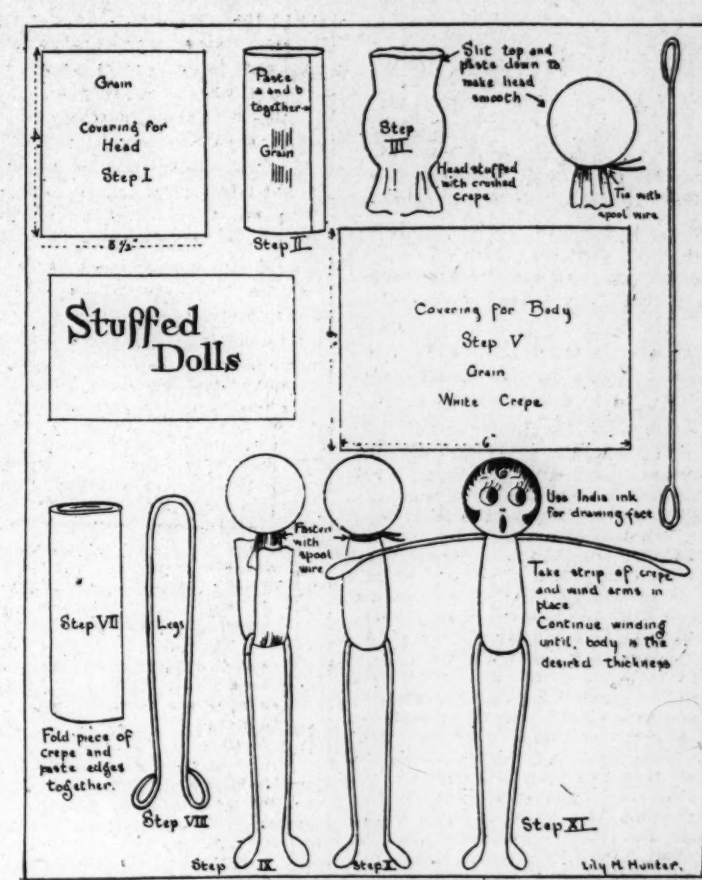 Grain
Covering for
Head
Step I
5 1/2"
Paste
a and b
together
Grain
Step II
Step
III
Slit top and
paste down to
make head
smooth
Head stuffed
with crushed
crepe
Tie with
spool wire
Stuffed
Dolls
Covering for Body
Step V
Grain
White Crepe
6"
Step VII
Fold piece of
crepe and
paste edges
together.
Legs
Step VIII
Fasten
with
spool
wire
Step IX
Step X
Use India ink
for drawing face
Take strip of crepe
and wind arms in
place
Continue winding
until, body is the
desired thickness
Step XI
Lily M Hunter.